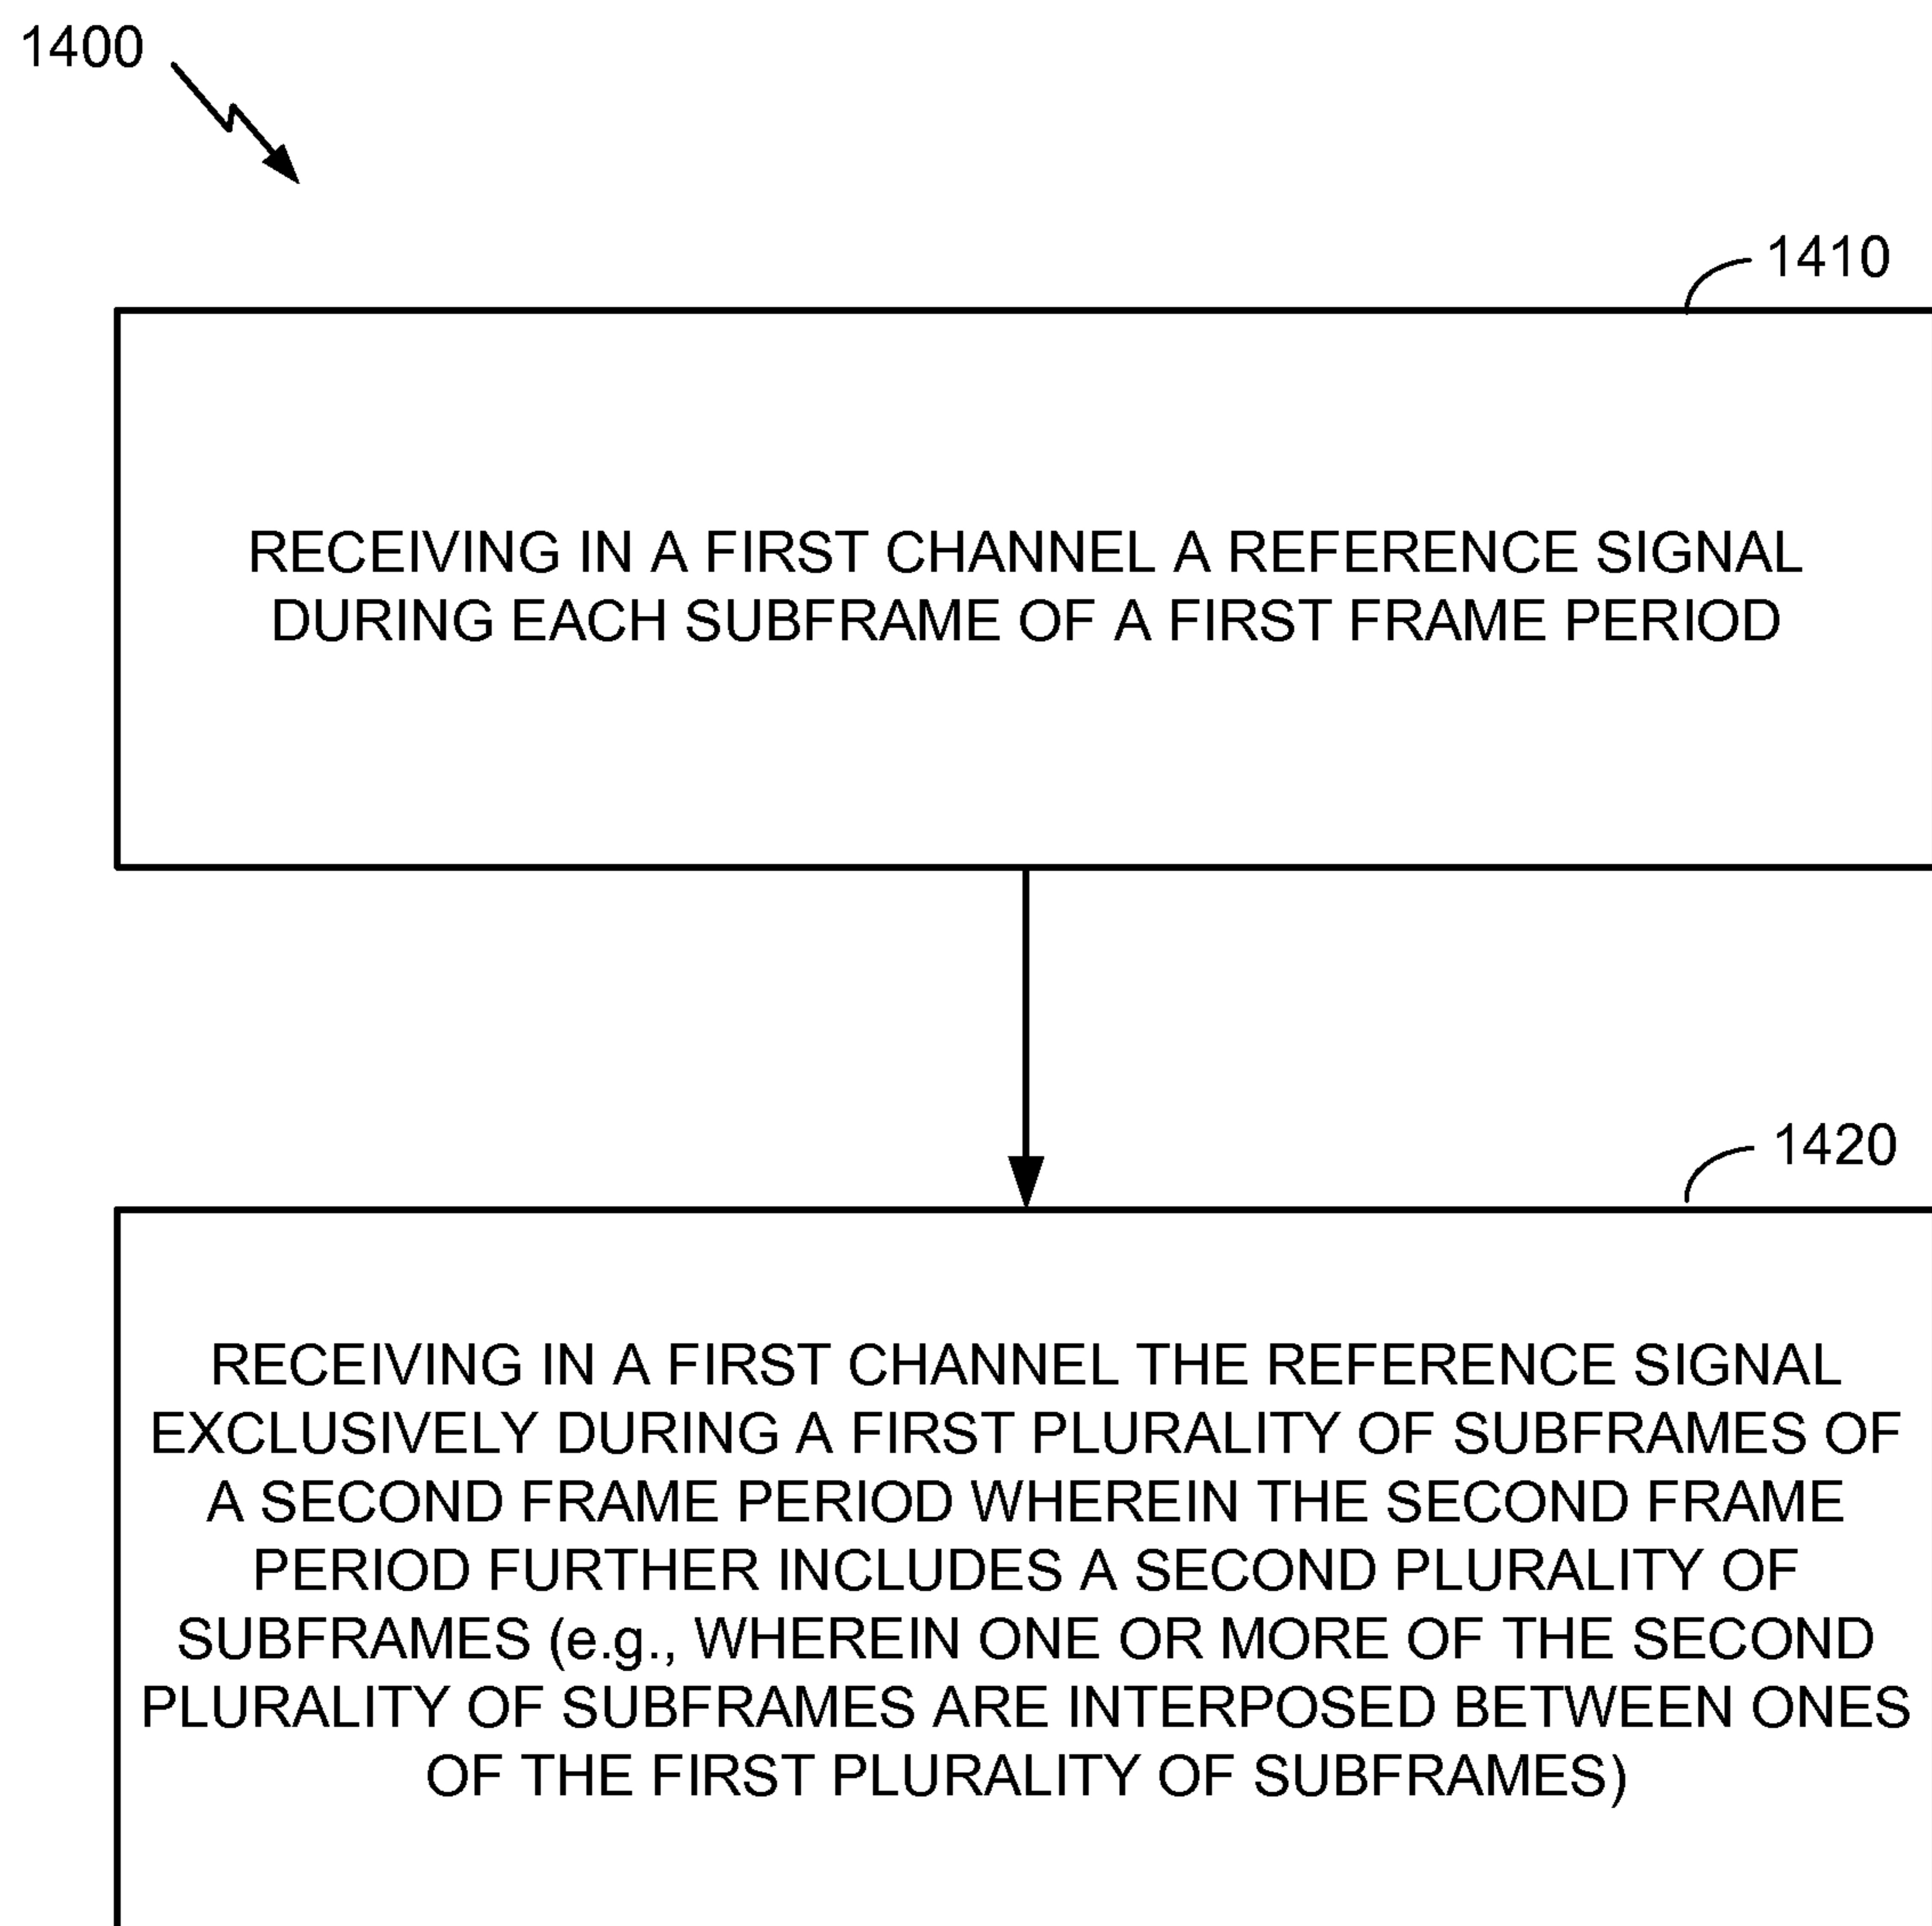 1400
1410
RECEIVING IN A FIRST CHANNEL A REFERENCE SIGNAL
DURING EACH SUBFRAME OF A FIRST FRAME PERIOD
1420
RECEIVING IN A FIRST CHANNEL THE REFERENCE SIGNAL
EXCLUSIVELY DURING A FIRST PLURALITY OF SUBFRAMES OF
A SECOND FRAME PERIOD WHEREIN THE SECOND FRAME
PERIOD FURTHER INCLUDES A SECOND PLURALITY OF
SUBFRAMES (e.g., WHEREIN ONE OR MORE OF THE SECOND
PLURALITY OF SUBFRAMES ARE INTERPOSED BETWEEN ONES
OF THE FIRST PLURALITY OF SUBFRAMES)